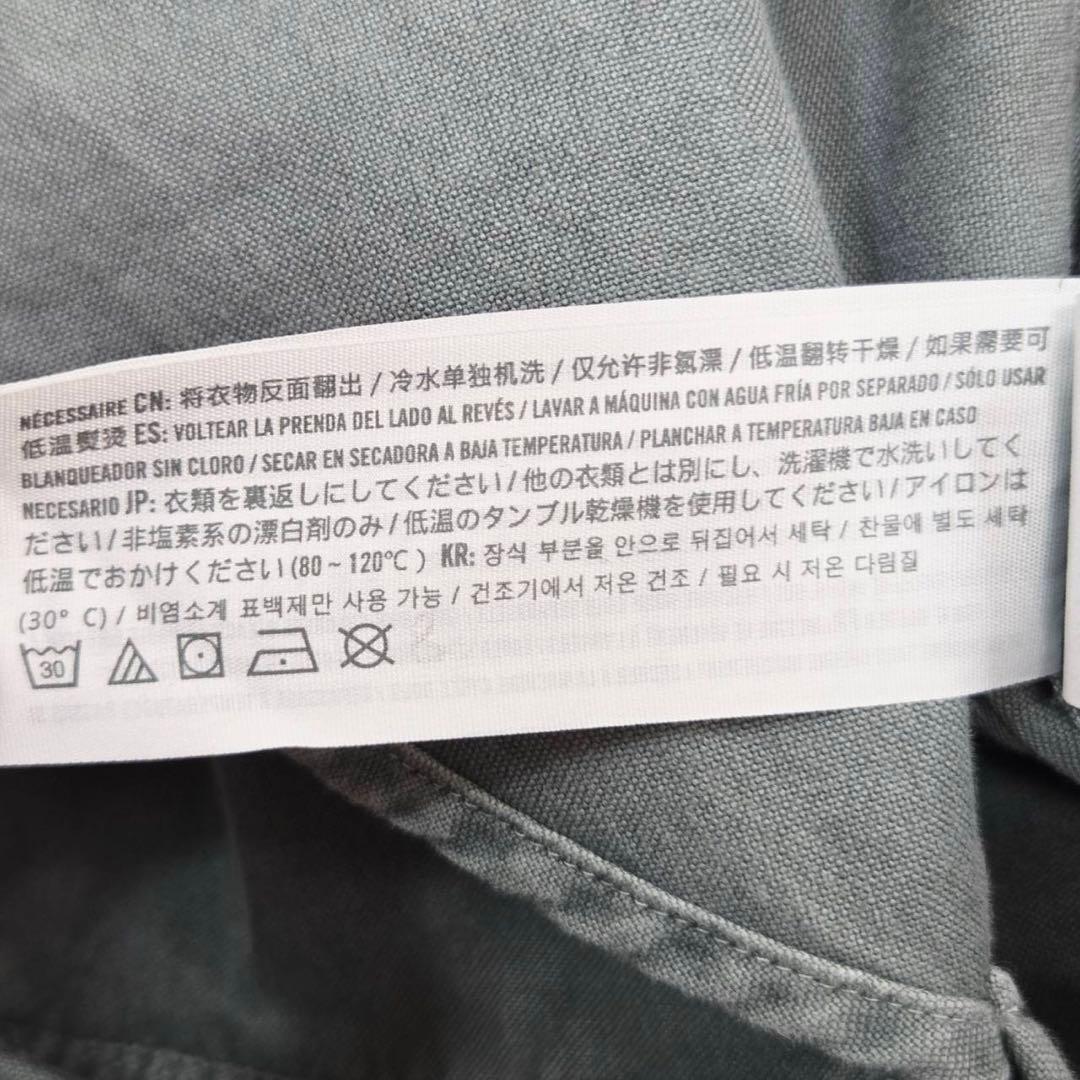 NÉCESSAIRE CN: 将衣物反面翻出 / 冷水单独机洗 / 仅允许非氯漂 / 低温翻转干燥 / 如果需要可
低温熨烫 ES: VOLTEAR LA PRENDA DEL LADO AL REVÉS / LAVAR A MÁQUINA CON AGUA FRÍA POR SEPARADO / SÓLO USAR
BLANQUEADOR SIN CLORO / SECAR EN SECADORA A BAJA TEMPERATURA / PLANCHAR A TEMPERATURA BAJA EN CASO
NECESARIO JP: 衣類を裏返しにしてください / 他の衣類とは別にし、洗濯機で水洗いしてく
ださい / 非塩素系の漂白剤のみ / 低温のタンブル乾燥機を使用してください / アイロンは
低温でおかけください (80 ~ 120℃ ) KR: 장식 부분을 안으로 뒤집어서 세탁 / 찬물에 별도 세탁
(30° C) / 비염소계 표백제만 사용 가능 / 건조기에서 저온 건조 / 필요 시 저온 다림질
30